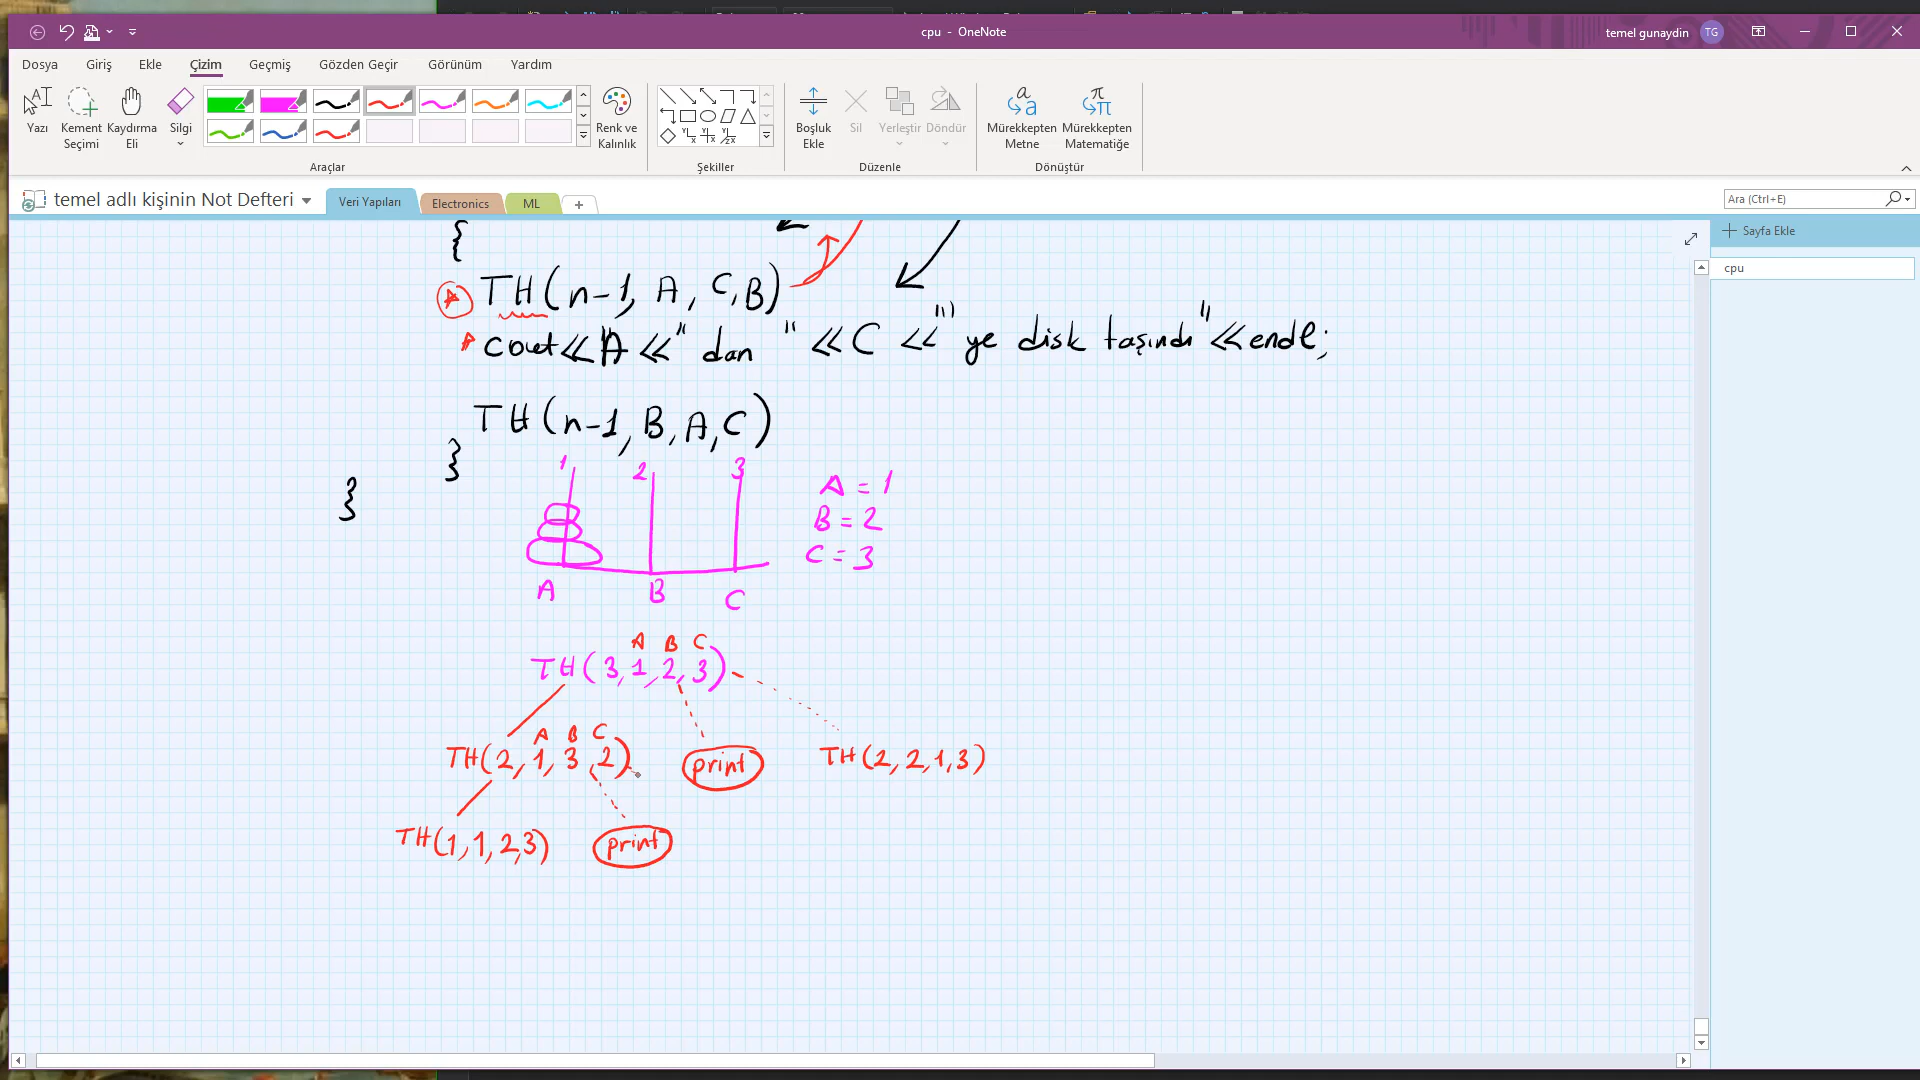 cpu - OneNote
temel gunaydin TG
Dosya Giriş Ekle Çizim Geçmiş Gözden Geçir Görünüm Yardım
Yazı Kement Seçimi Kaydırma Eli Silgi Renk ve Kalınlık Boşluk Ekle Sil Yerleştir Döndür Mürekkepten Metne Mürekkepten Matematiğe
Araçlar Şekiller Düzenle Dönüştür
temel adlı kişinin Not Defteri Veri Yapıları Electronics ML + Ara (Ctrl+E)
Sayfa Ekle
cpu
{
TH(n-1, A, C, B)
cout<<A<<" dan "<<C <<" ye disk taşındı"<<endl;
TH(n-1, B, A, C)
}
}
1 2 3
A = 1
B = 2
C = 3
A B C
A B C
TH(3,1,2,3)
A B C
TH(2,1,3,2) print TH(2,2,1,3)
TH(1,1,2,3) print